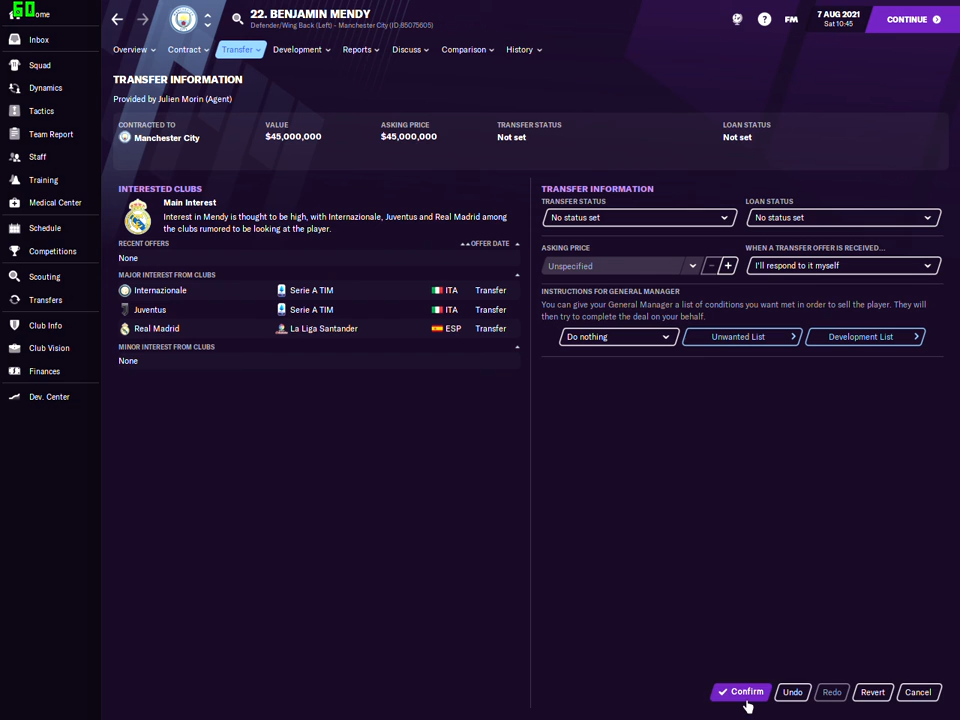 60
Home
Inbox
Squad
Dynamics
Tactics
Team Report
Staff
Training
Medical Center
Schedule
Competitions
Scouting
Transfers
Club Info
Club Vision
Finances
Dev. Center
22. BENJAMIN MENDY
Defender/Wing Back (Left) - Manchester City (ID:85075605)
FM
7 AUG 2021
Sat 10:45
CONTINUE
Overview
Contract
Transfer
Development
Reports
Discuss
Comparison
History
TRANSFER INFORMATION
Provided by Julien Morin (Agent)
CONTRACTED TO
Manchester City
VALUE
$45,000,000
ASKING PRICE
$45,000,000
TRANSFER STATUS
Not set
LOAN STATUS
Not set
INTERESTED CLUBS
Main Interest
Interest in Mendy is thought to be high, with Internazionale, Juventus and Real Madrid among
the clubs rumored to be looking at the player.
RECENT OFFERS
OFFER DATE
None
MAJOR INTEREST FROM CLUBS
Internazionale Serie A TIM ITA Transfer
Juventus Serie A TIM ITA Transfer
Real Madrid La Liga Santander ESP Transfer
MINOR INTEREST FROM CLUBS
None
TRANSFER INFORMATION
TRANSFER STATUS
No status set
LOAN STATUS
No status set
ASKING PRICE
Unspecified
WHEN A TRANSFER OFFER IS RECEIVED...
I'll respond to it myself
INSTRUCTIONS FOR GENERAL MANAGER
You can give your General Manager a list of conditions you want met in order to sell the player. They will
then try to complete the deal on your behalf.
Do nothing
Unwanted List
Development List
Confirm
Undo
Redo
Revert
Cancel